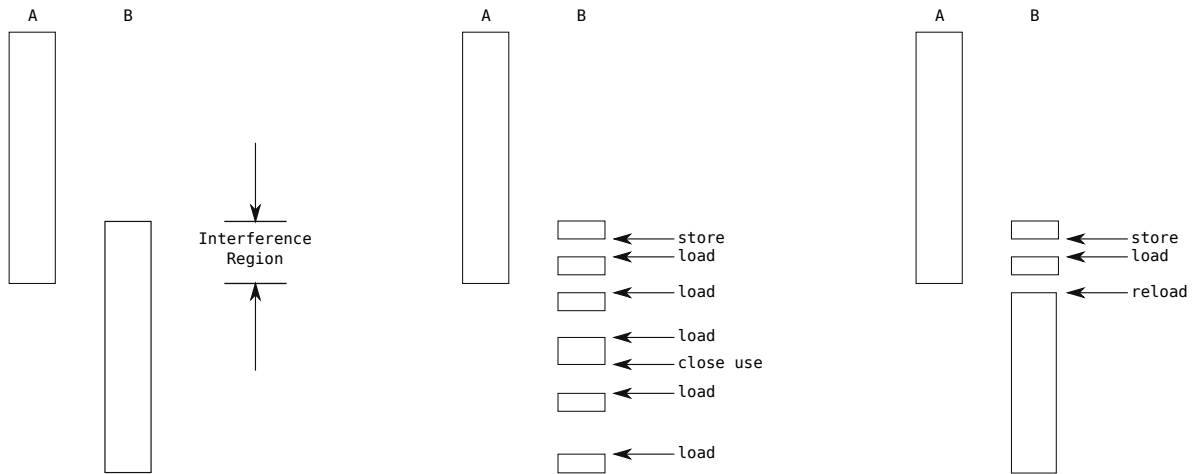 A B A B A B
Interference
Region
store
load
load
load
close use
load
load
store
load
reload